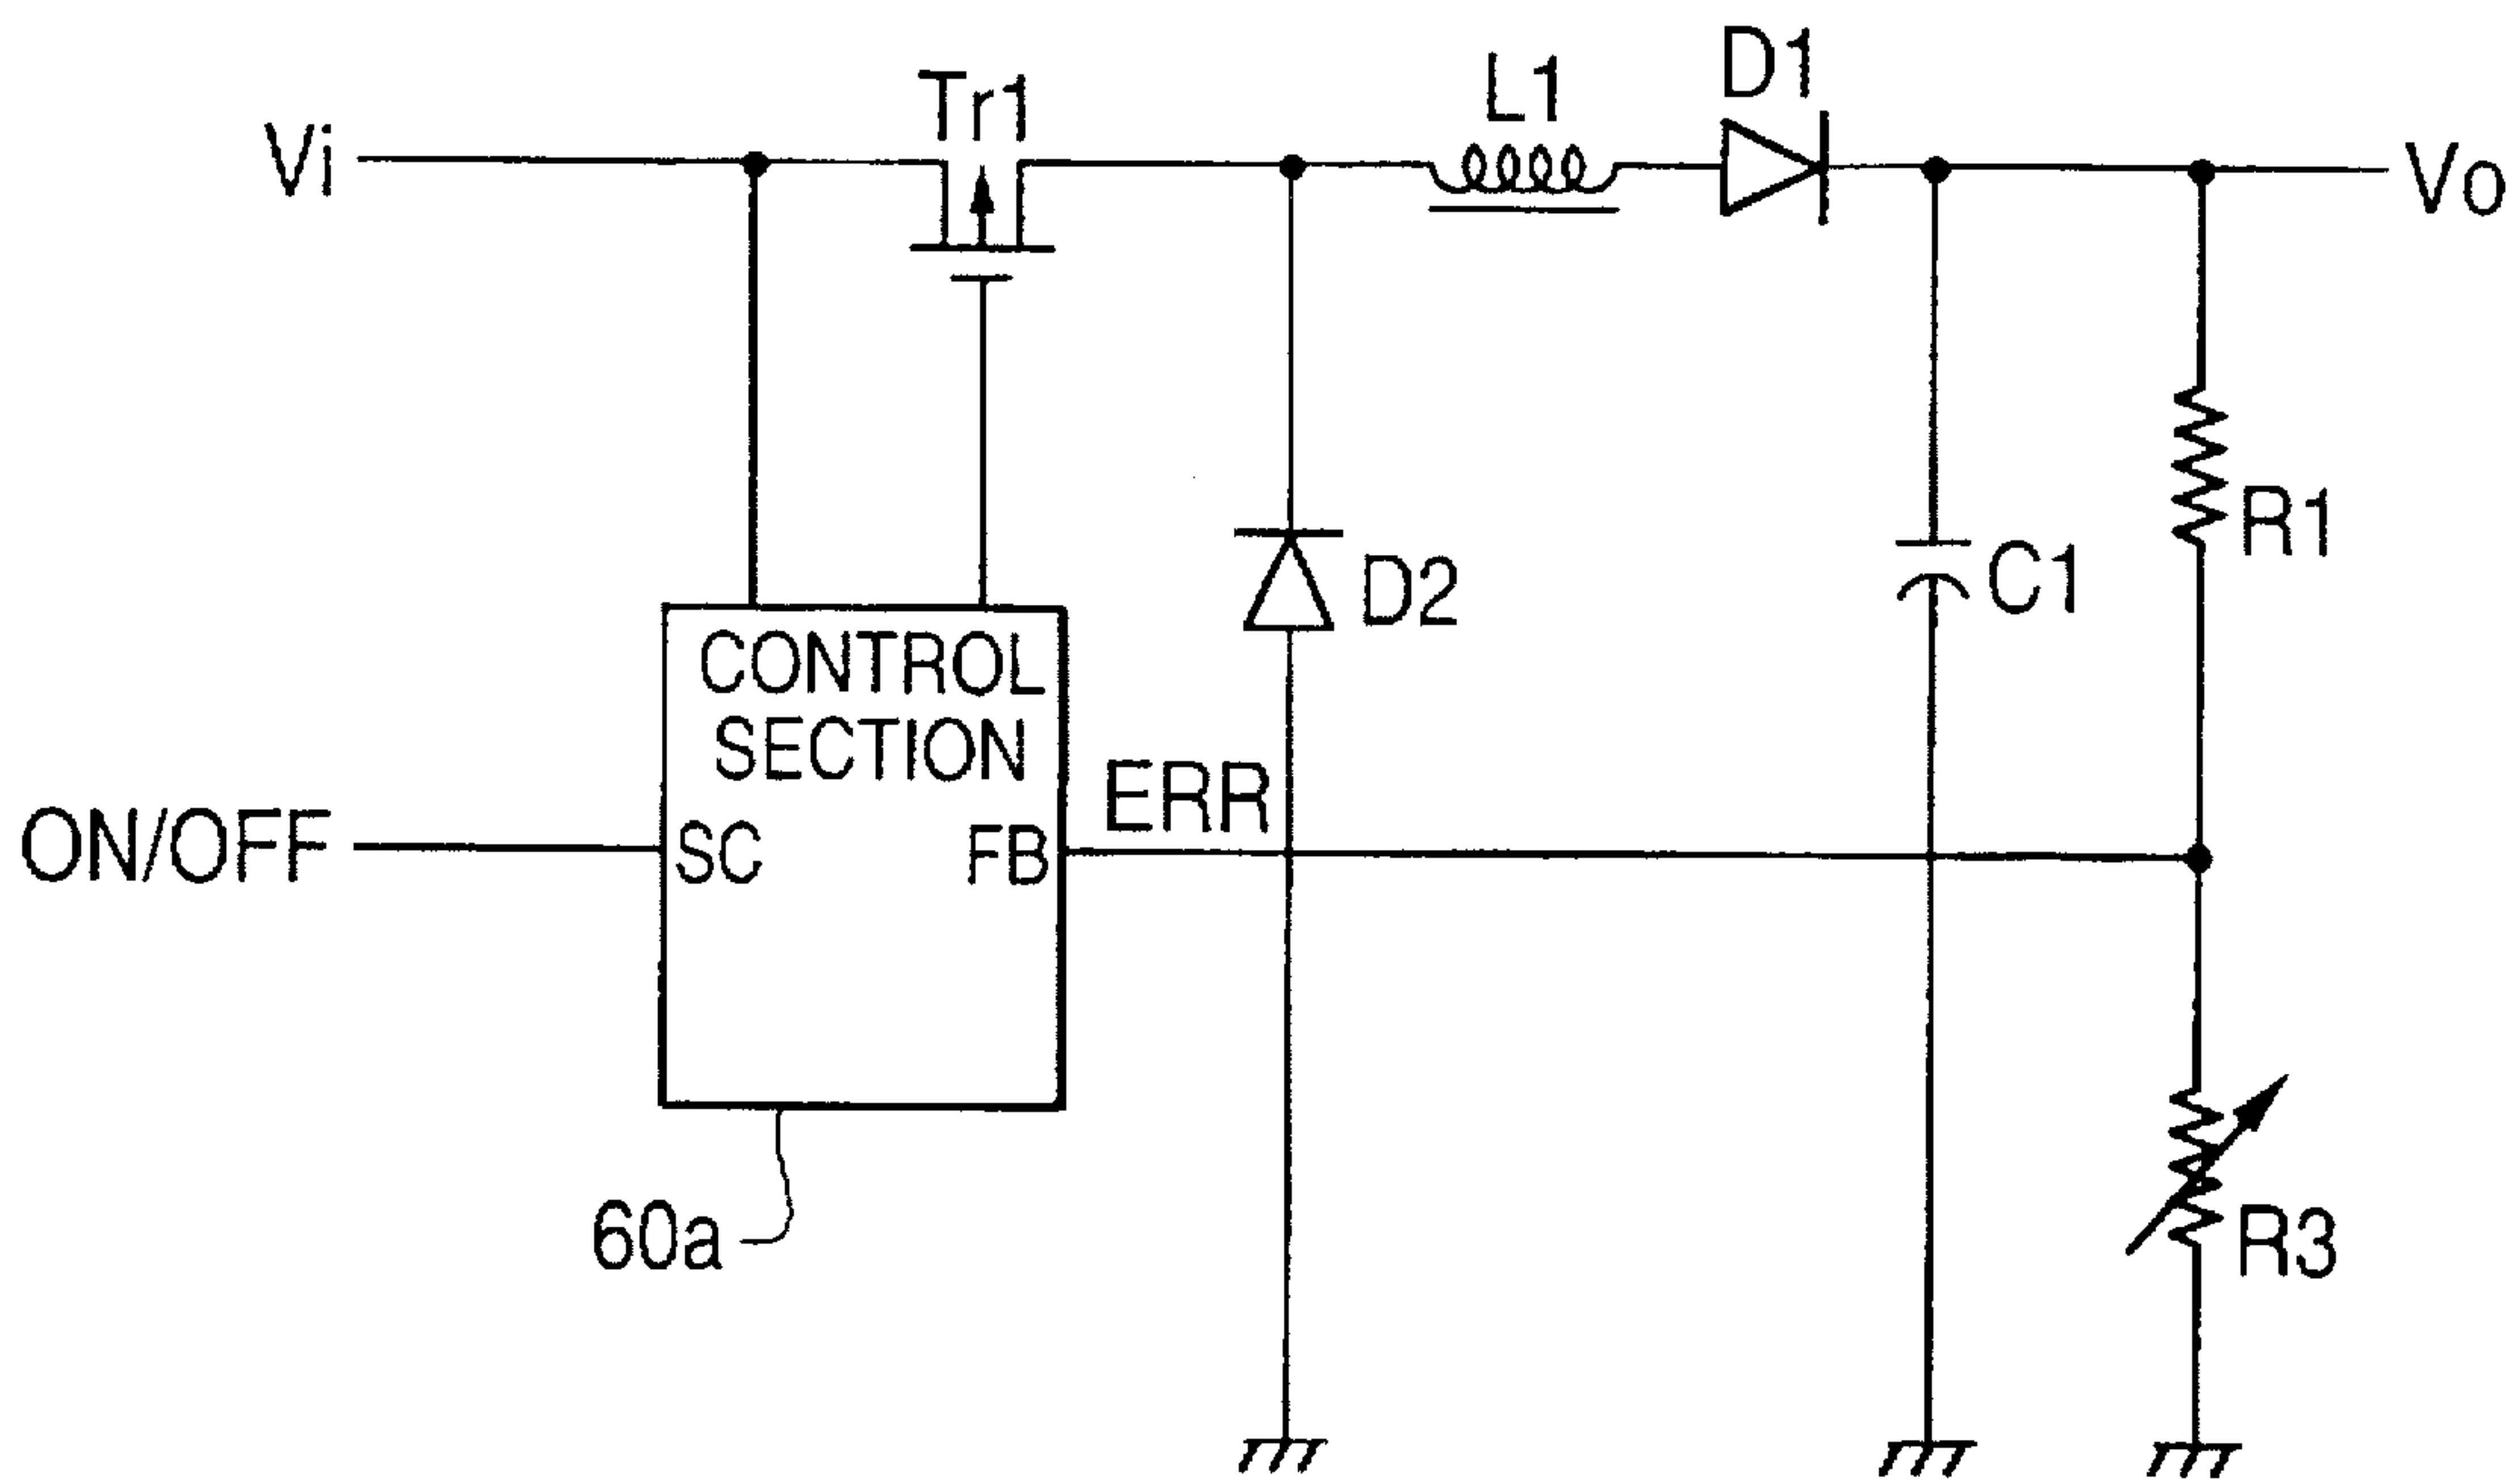 Vi
Tr1
L1
D1
Vo
R1
C1
D2
CONTROL
SECTION
ERR
ON/OFF
SC
FB
60a
R3